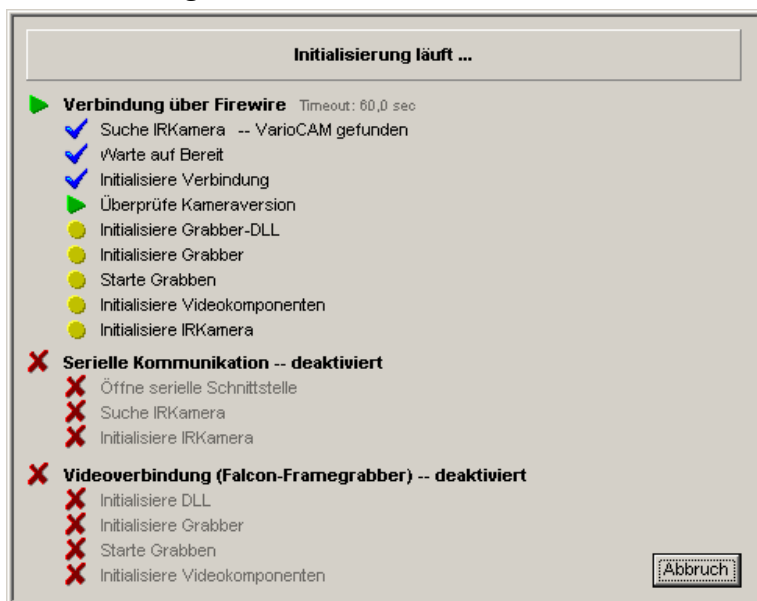 Initialisierung läuft ...
Verbindung über Firewire Timeout: 60,0 sec
Suche IRKamera -- VarioCAM gefunden
Warte auf Bereit
Initialisiere Verbindung
Überprüfe Kameraversion
Initialisiere Grabber-DLL
Initialisiere Grabber
Starte Grabben
Initialisiere Videokomponenten
Initialisiere IRKamera
Serielle Kommunikation -- deaktiviert
Öffne serielle Schnittstelle
Suche IRKamera
Initialisiere IRKamera
Videoverbindung (Falcon-Framegrabber) -- deaktiviert
Initialisiere DLL
Initialisiere Grabber
Starte Grabben
Initialisiere Videokomponenten
Abbruch